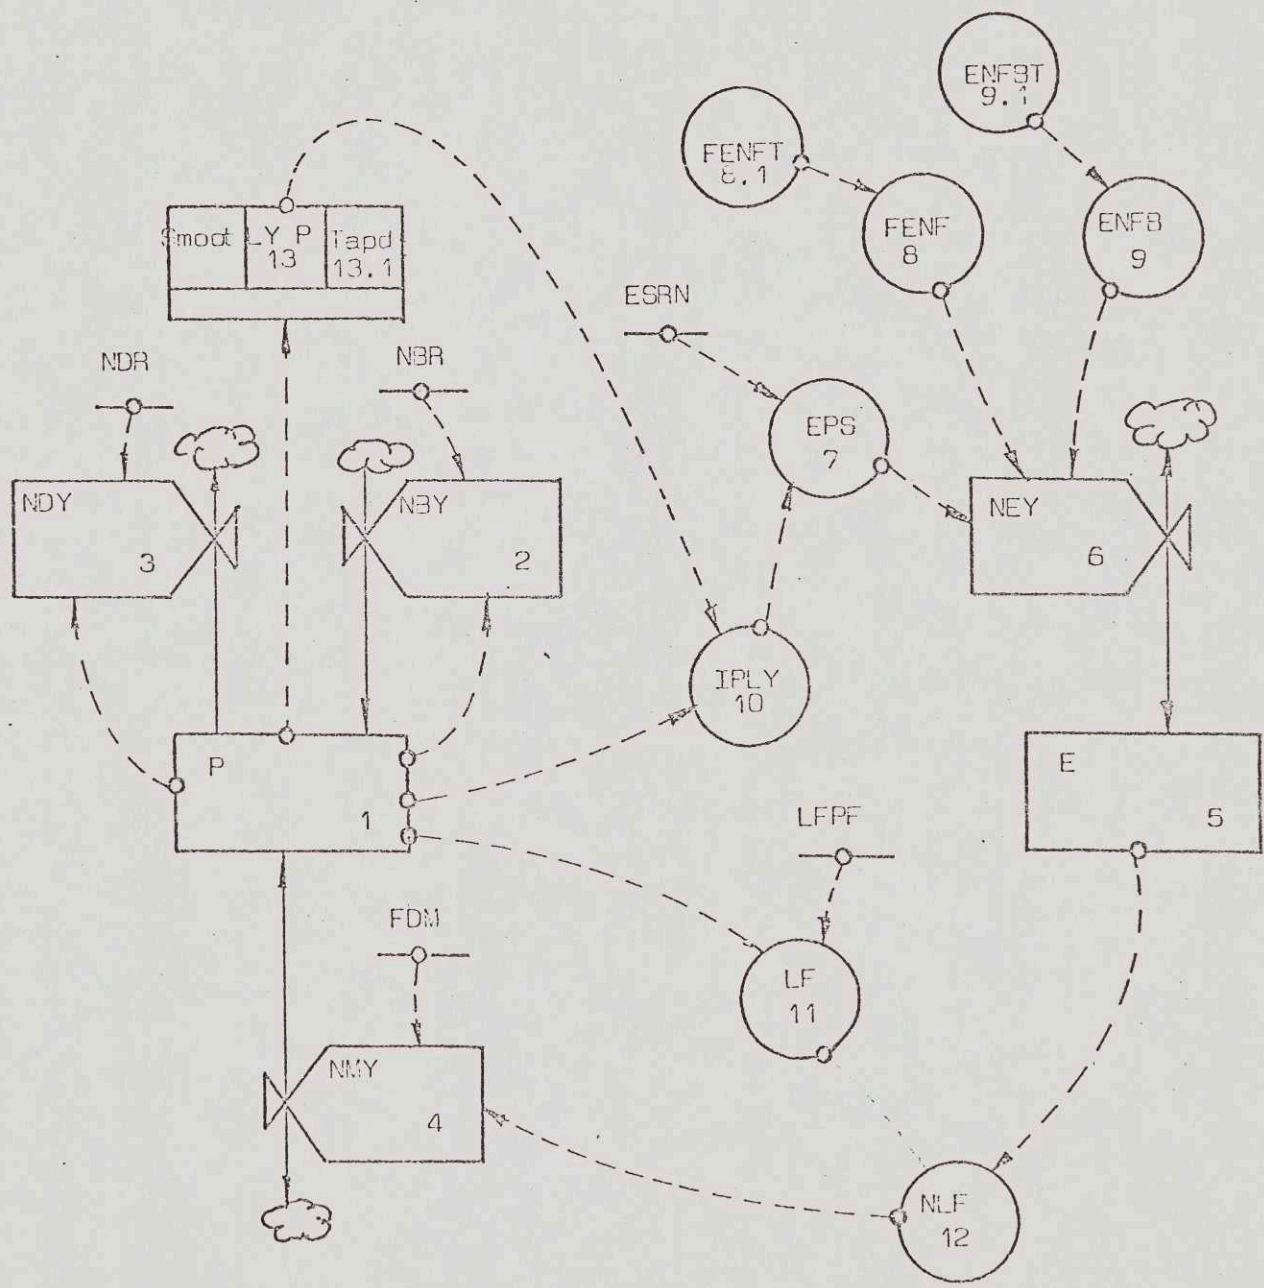 ENFBT
9.1
FENFT
8.1
Smoot
LY P
13
Tapd
13.1
FENF
8
ENFB
9
ESRN
NDR
NBR
EPS
7
NDY
3
NBY
2
NEY
6
IPLY
10
P
1
E
5
LFPF
FDM
LF
11
NMY
4
NLF
12